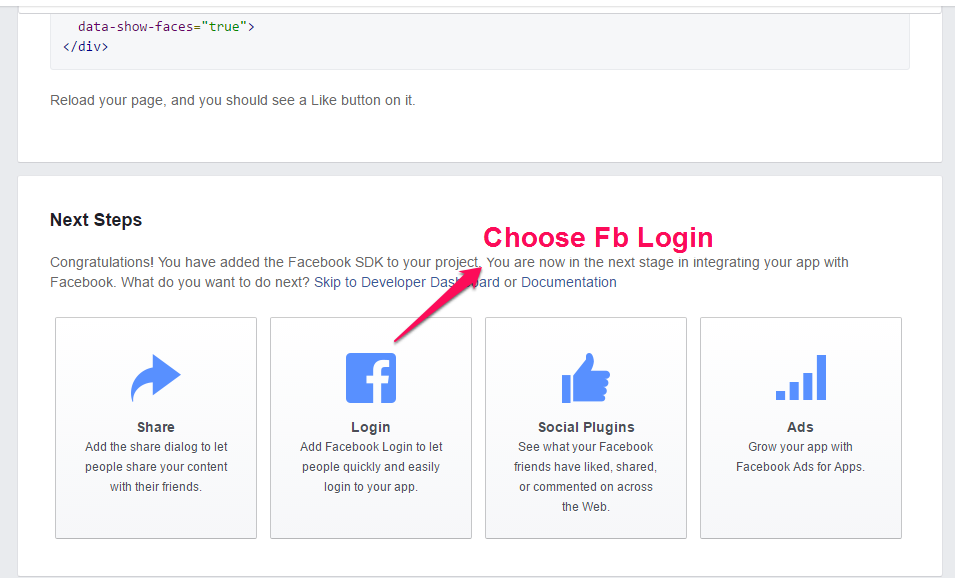 data-show-faces="true">
</div>
Reload your page, and you should see a Like button on it.
Next Steps
Choose Fb Login
Congratulations! You have added the Facebook SDK to your project. You are now in the next stage in integrating your app with
Facebook. What do you want to do next? Skip to Developer Dashboard or Documentation
Share
Add the share dialog to let
people share your content
with their friends.
Login
Add Facebook Login to let
people quickly and easily
login to your app.
Social Plugins
See what your Facebook
friends have liked, shared,
or commented on across
the Web.
Ads
Grow your app with
Facebook Ads for Apps.